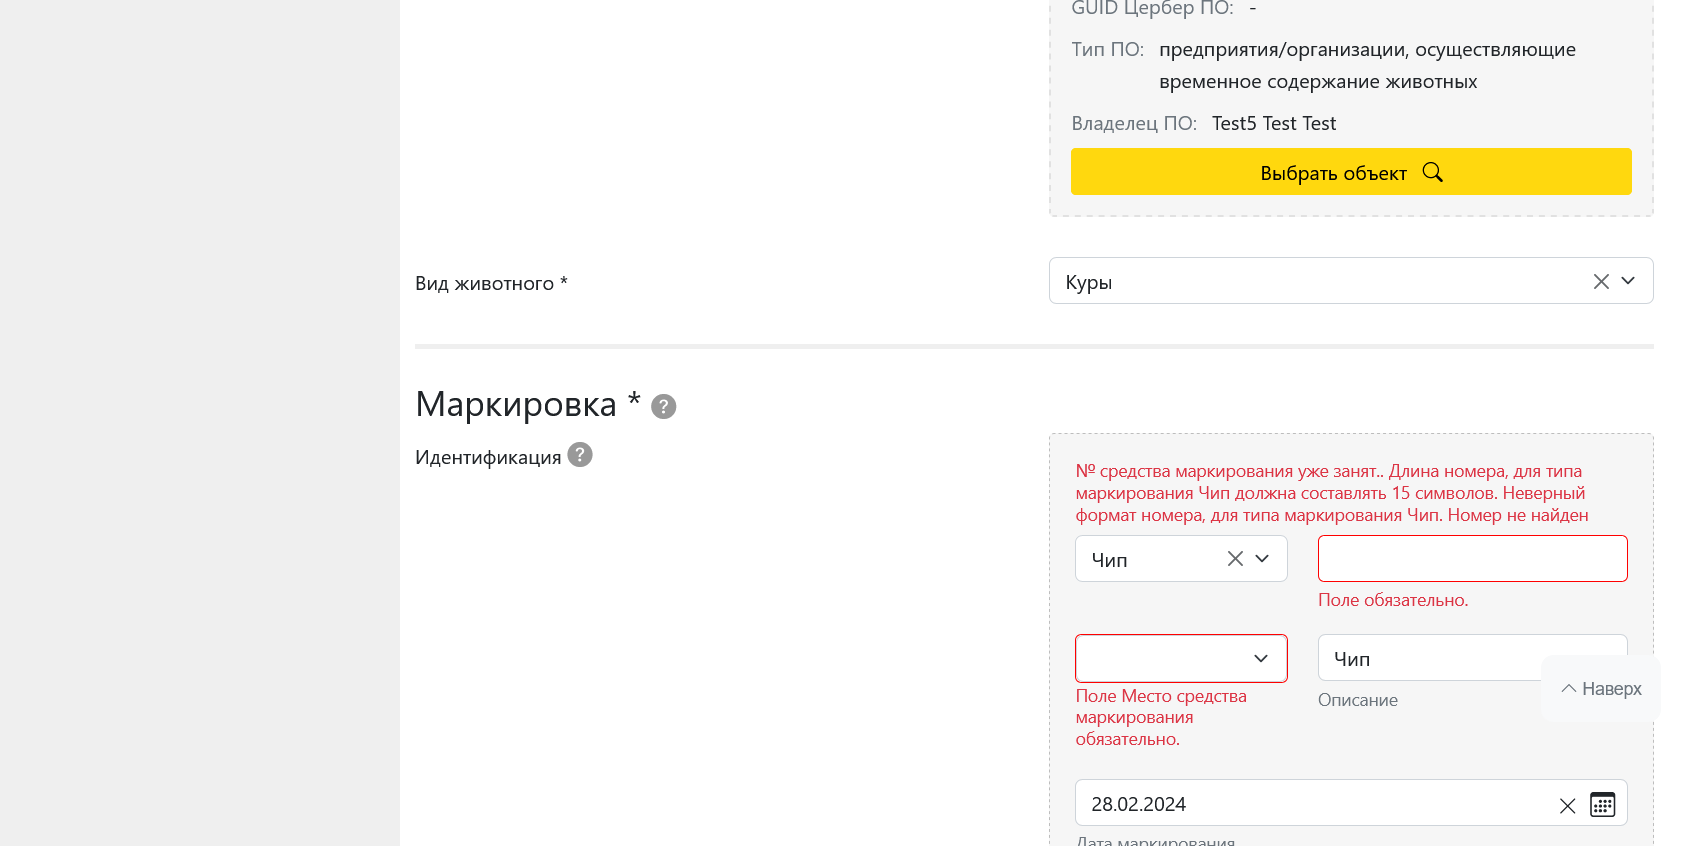 GUID Цербер ПО: -
Тип ПО: предприятия/организации, осуществляющие
временное содержание животных
Владелец ПО: Test5 Test Test
Выбрать объект
Вид животного *
Куры
Маркировка * ?
Идентификация ?
№ средства маркирования уже занят.. Длина номера, для типа
маркирования Чип должна составлять 15 символов. Неверный
формат номера, для типа маркирования Чип. Номер не найден
Чип
Поле обязательно.
Поле Место средства
маркирования
обязательно.
Чип
Описание
Наверх
28.02.2024
Дата маркирования